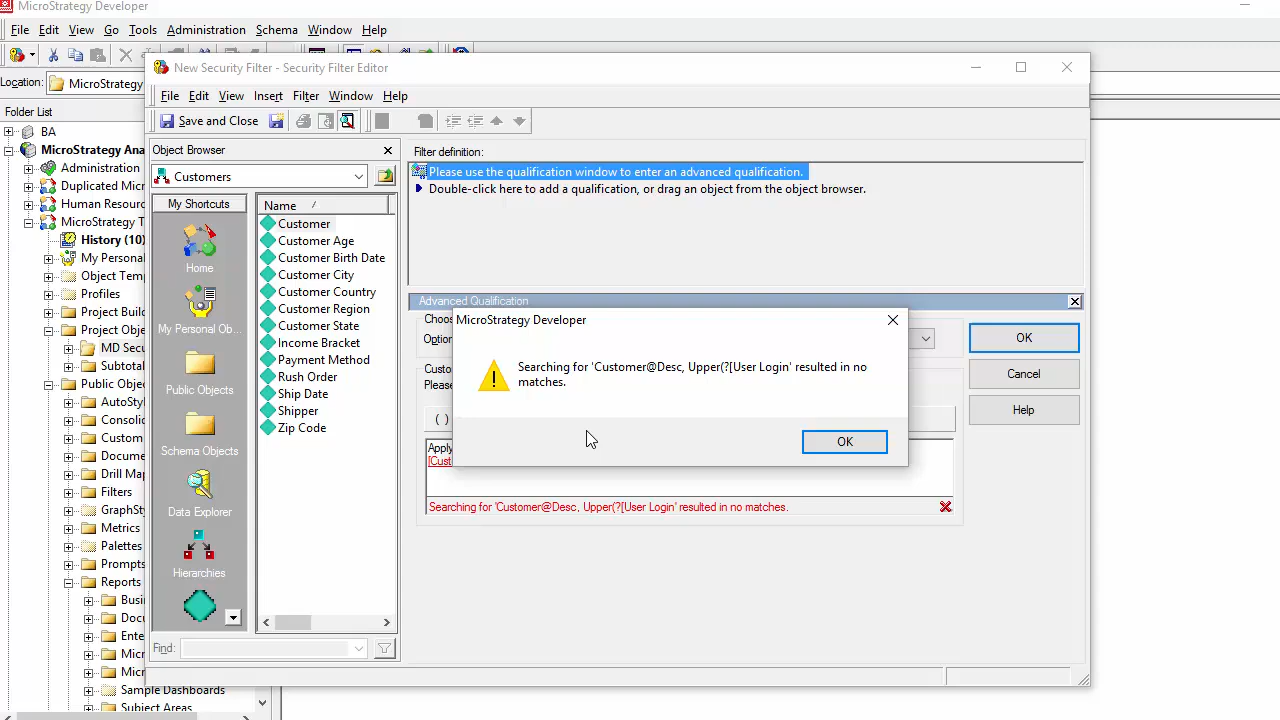 MicroStrategy Developer
File Edit View Go Tools Administration Schema Window Help
Location: MicroStrategy
Folder List
BA
MicroStrategy Ana
Administration
Duplicated Micr
Human Resourc
MicroStrategy T
History (10)
My Personal
Object Temp
Profiles
Project Build
Project Obje
MD Secu
Subtotal
Public Objec
AutoStyl
Consolic
Custom
Docume
Drill Map
Filters
GraphSty
Metrics
Palettes
Prompts
Reports
Busi
Docu
Ente
Micr
Micr
Sample Dashboards
Subject Areas
New Security Filter - Security Filter Editor
File Edit View Insert Filter Window Help
Save and Close
Object Browser
Customers
My Shortcuts
Home
My Personal Ob...
Public Objects
Schema Objects
Data Explorer
Hierarchies
Name
Customer
Customer Age
Customer Birth Date
Customer City
Customer Country
Customer Region
Customer State
Income Bracket
Payment Method
Rush Order
Ship Date
Shipper
Zip Code
Find:
Filter definition:
Please use the qualification window to enter an advanced qualification.
Double-click here to add a qualification, or drag an object from the object browser.
Advanced Qualification
Choos
Option
Custo
Please
( )
Apply
[Cust
Searching for 'Customer@Desc, Upper(?[User Login' resulted in no matches.
OK
Cancel
Help
MicroStrategy Developer
Searching for 'Customer@Desc, Upper(?[User Login' resulted in no
matches.
OK